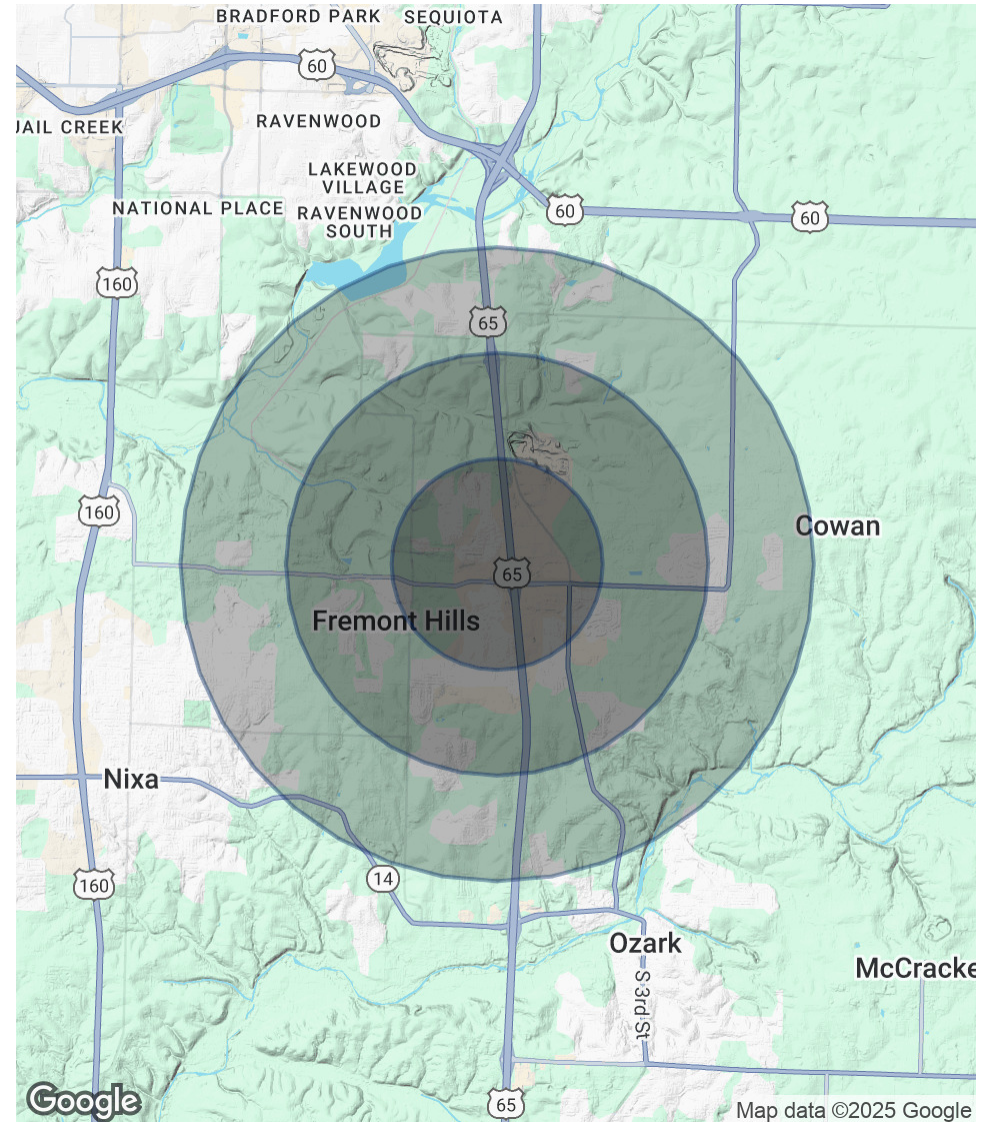 BRADFORD PARK
SEQUIOTA
60
JAIL CREEK
RAVENWOOD
LAKEWOOD
VILLAGE
NATIONAL PLACE
RAVENWOOD
SOUTH
60
60
160
65
160
Cowan
65
Fremont Hills
Nixa
14
160
Ozark
McCracke
S 3rd St
65
Google
Map data ©2025 Google